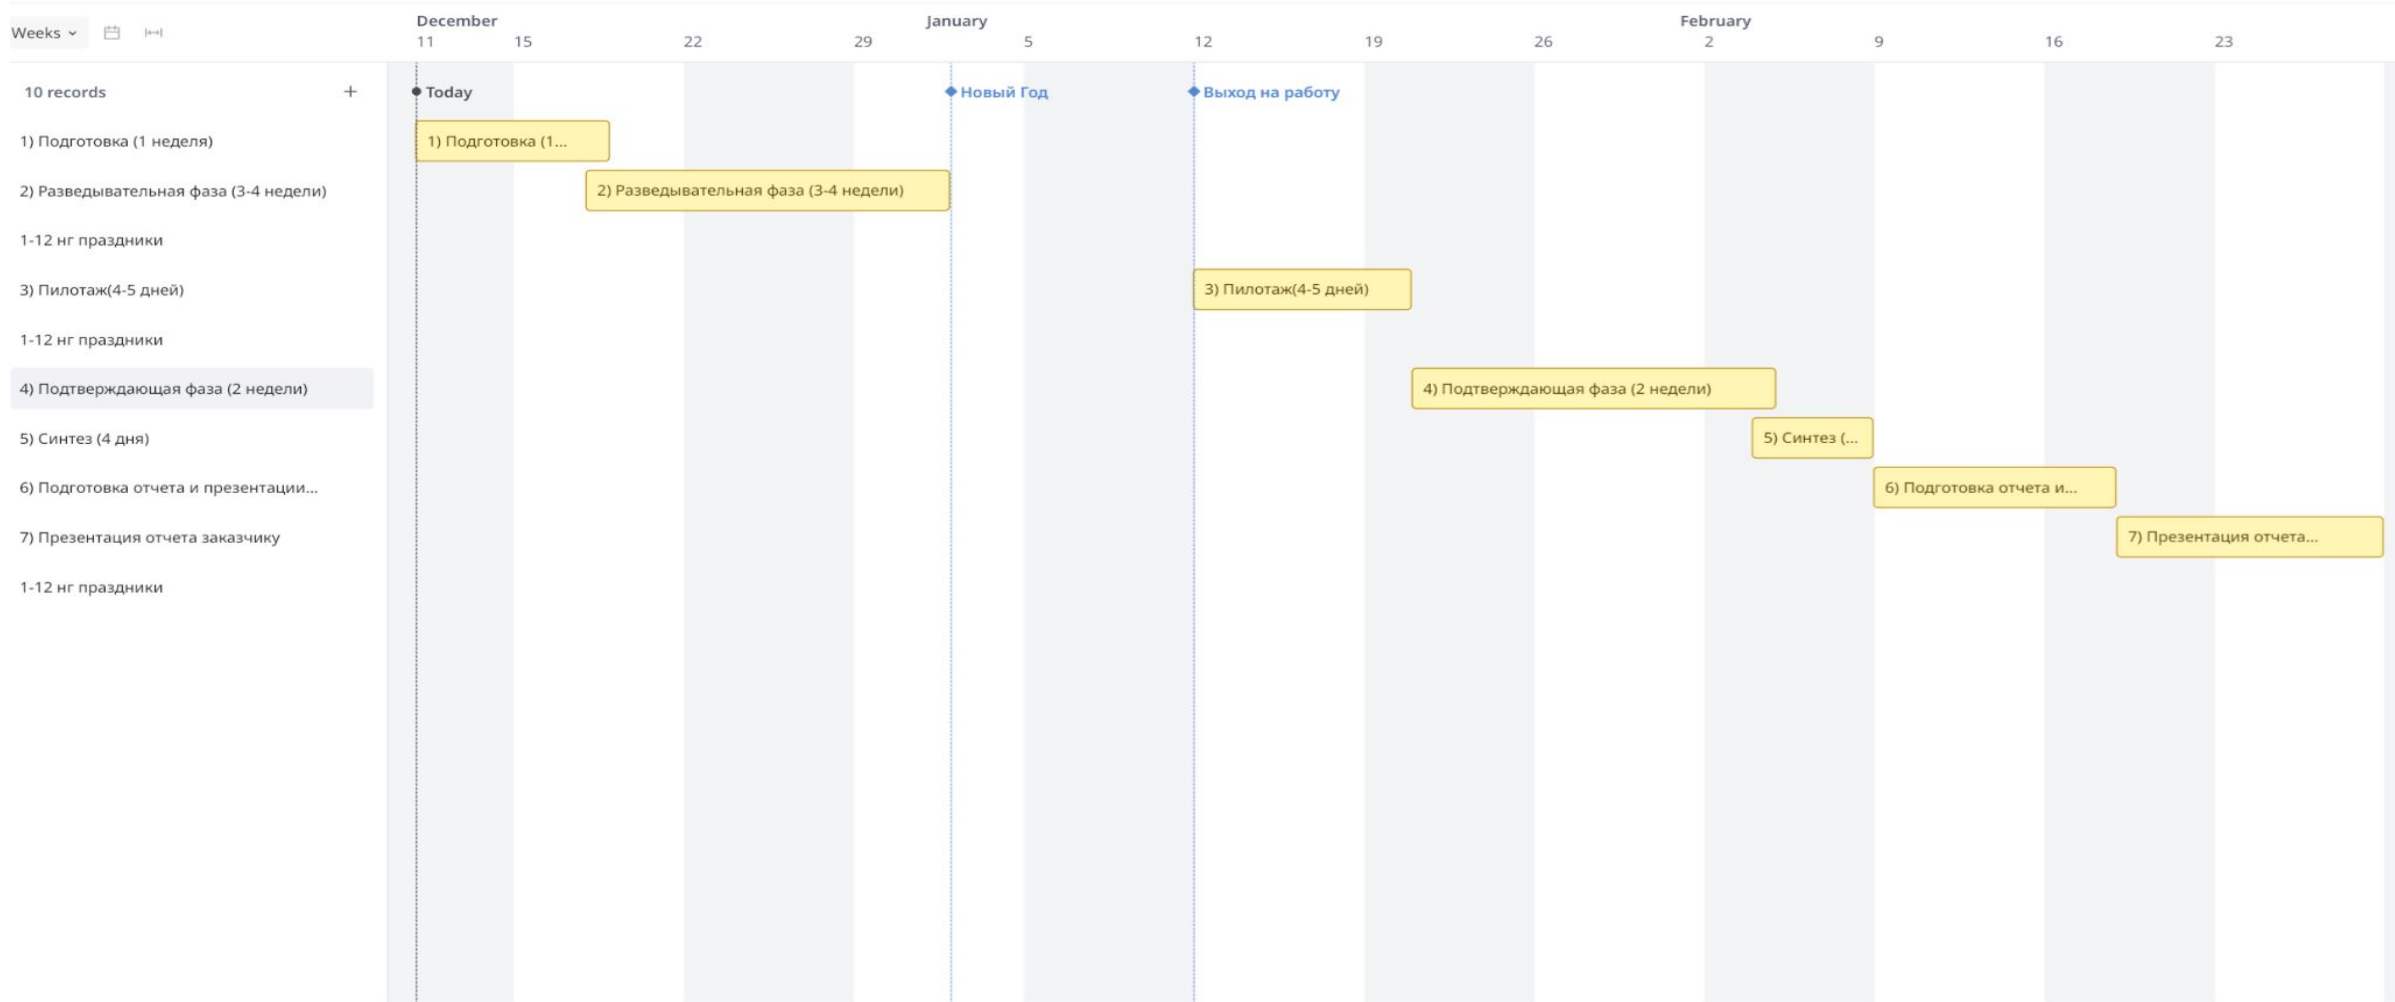 December January February
Weeks
11 15 22 29 5 12 19 26 2 9 16 23
10 records +
Today Новый Год Выход на работу
1) Подготовка (1 неделя)
1) Подготовка (1...
2) Разведывательная фаза (3-4 недели)
2) Разведывательная фаза (3-4 недели)
1-12 нг праздники
3) Пилотаж(4-5 дней)
3) Пилотаж(4-5 дней)
1-12 нг праздники
4) Подтверждающая фаза (2 недели)
4) Подтверждающая фаза (2 недели)
5) Синтез (4 дня)
5) Синтез (...
6) Подготовка отчета и презентации...
6) Подготовка отчета и...
7) Презентация отчета заказчику
7) Презентация отчета...
1-12 нг праздники